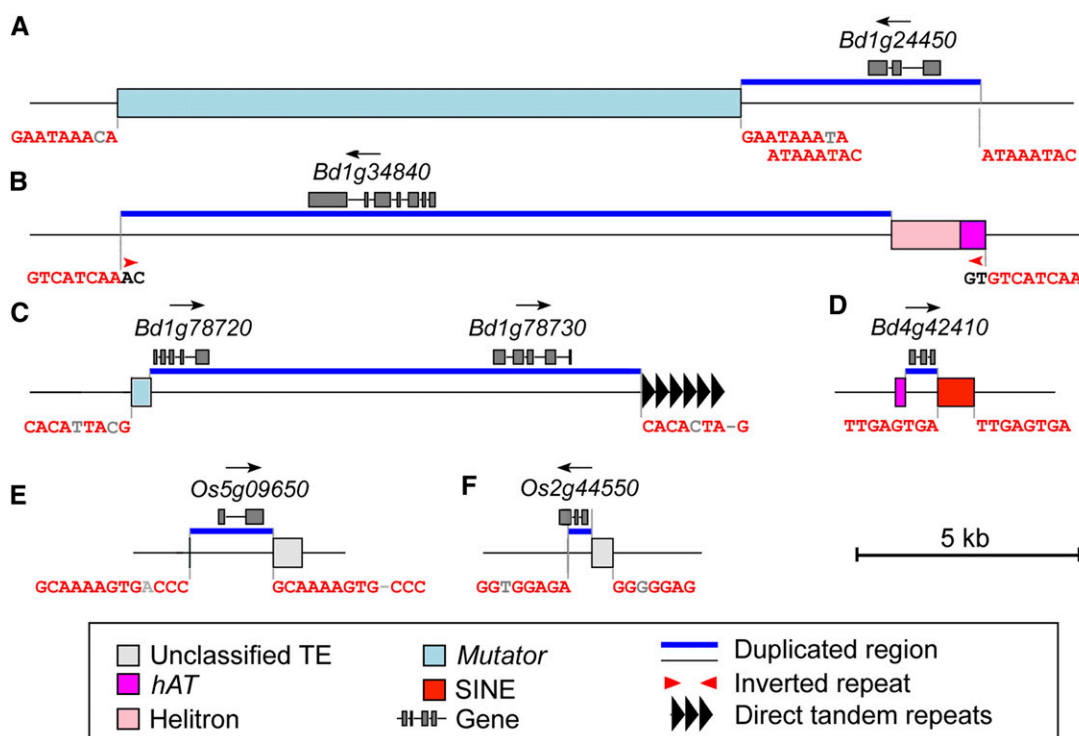 A
Bd1g24450
GAATAAACA
GAATAAATA
ATAAATAC
ATAAATAC
B
Bd1g34840
GTCATCAAAC
GTGTCATCAA
C
Bd1g78720
Bd1g78730
CACATTACG
CACACTA-G
D
Bd4g42410
TTGAGTGA
TTGAGTGA
E
Os5g09650
GCAAAAGTGACCC
GCAAAAGTG-CCC
F
Os2g44550
GGTGGAGA
GGGGGAG
5 kb
Unclassified TE
Mutator
Duplicated region
hAT
SINE
Inverted repeat
Helitron
Gene
Direct tandem repeats